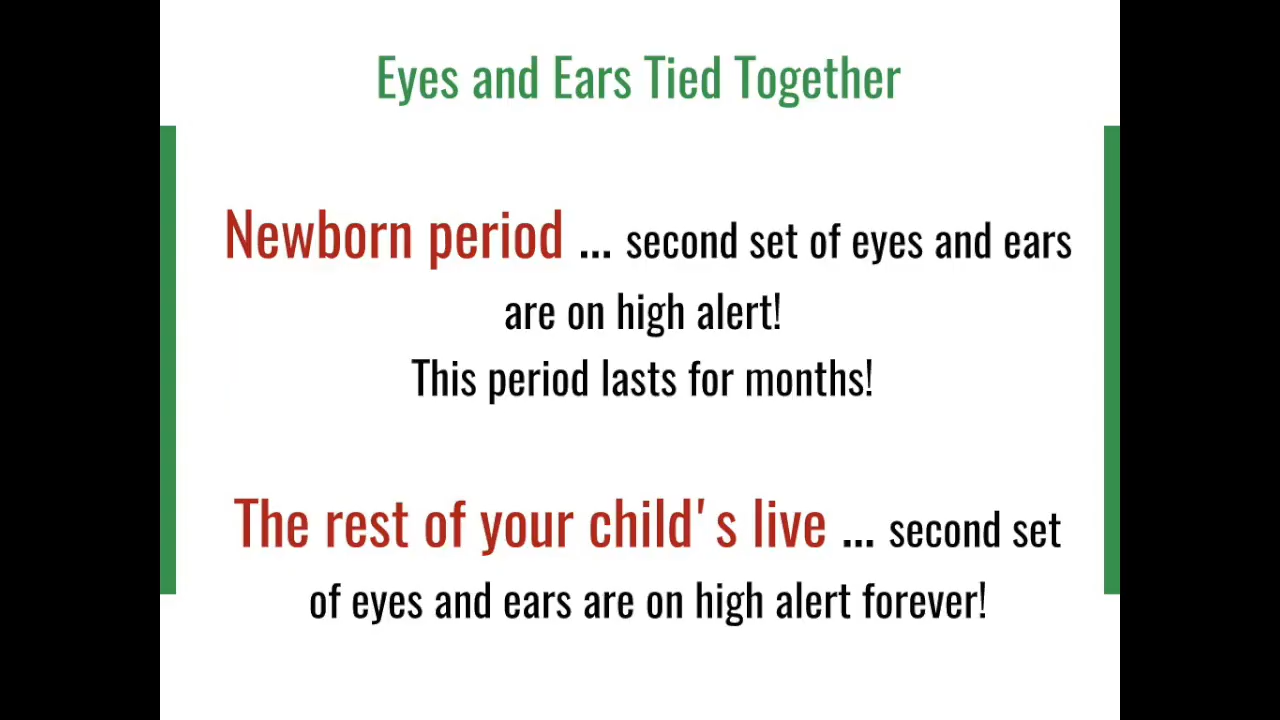 Eyes and Ears Tied Together
Newborn period ... second set of eyes and ears
are on high alert!
This period lasts for months!
The rest of your child's live ... second set
of eyes and ears are on high alert forever!